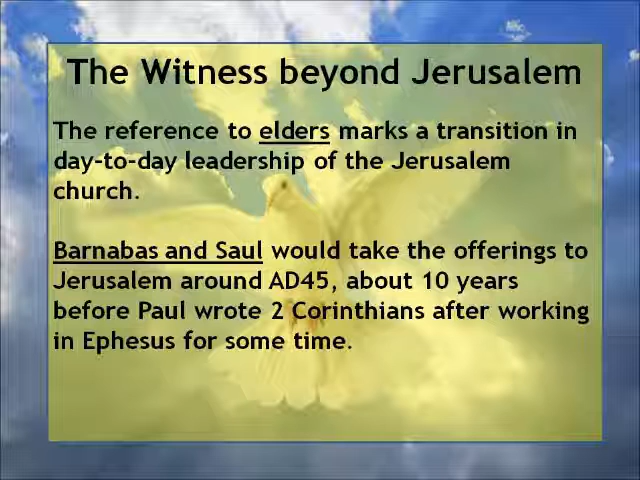 The Witness beyond Jerusalem
The reference to elders marks a transition in
day-to-day leadership of the Jerusalem
church.
Barnabas and Saul would take the offerings to
Jerusalem around AD45, about 10 years
before Paul wrote 2 Corinthians after working
in Ephesus for some time.